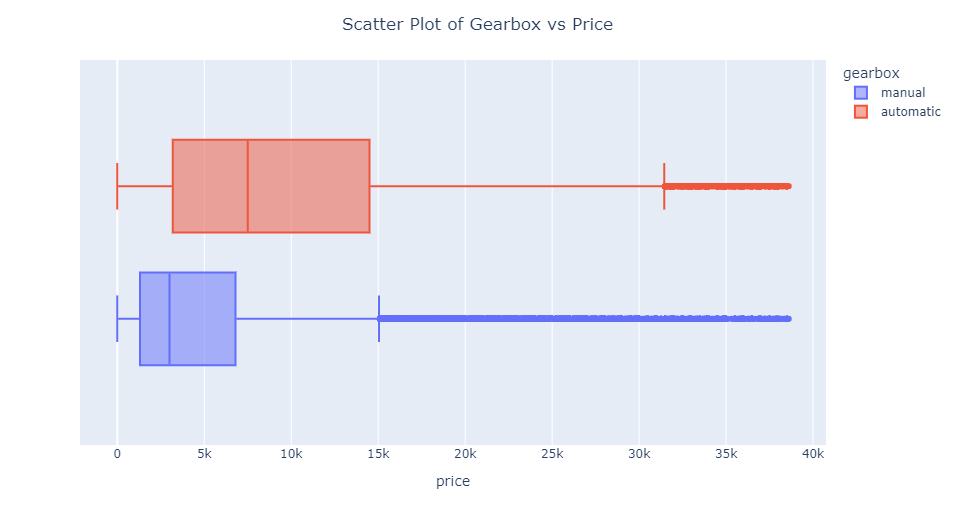 Scatter Plot of Gearbox vs Price
gearbox
manual
automatic
0 5k 10k 15k 20k 25k 30k 35k 40k
price